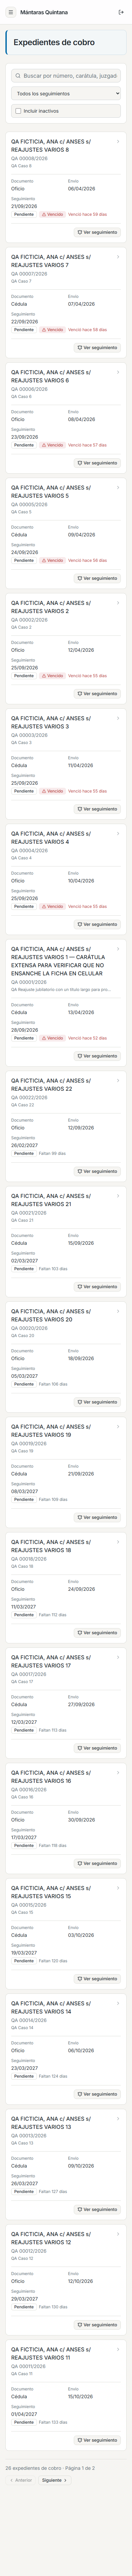 Mántaras Quintana
Expedientes de cobro
Buscar por número, carátula, juzgado
Todos los seguimientos
Incluir inactivos
QA FICTICIA, ANA c/ ANSES s/
REAJUSTES VARIOS 8
QA 00008/2026
QA Caso 8
Documento Envío
Oficio 06/04/2026
Seguimiento
21/09/2026
Pendiente Vencido Venció hace 59 días
Ver seguimiento
QA FICTICIA, ANA c/ ANSES s/
REAJUSTES VARIOS 7
QA 00007/2026
QA Caso 7
Documento Envío
Cédula 07/04/2026
Seguimiento
22/09/2026
Pendiente Vencido Venció hace 58 días
Ver seguimiento
QA FICTICIA, ANA c/ ANSES s/
REAJUSTES VARIOS 6
QA 00006/2026
QA Caso 6
Documento Envío
Oficio 08/04/2026
Seguimiento
23/09/2026
Pendiente Vencido Venció hace 57 días
Ver seguimiento
QA FICTICIA, ANA c/ ANSES s/
REAJUSTES VARIOS 5
QA 00005/2026
QA Caso 5
Documento Envío
Cédula 09/04/2026
Seguimiento
24/09/2026
Pendiente Vencido Venció hace 56 días
Ver seguimiento
QA FICTICIA, ANA c/ ANSES s/
REAJUSTES VARIOS 2
QA 00002/2026
QA Caso 2
Documento Envío
Oficio 12/04/2026
Seguimiento
25/09/2026
Pendiente Vencido Venció hace 55 días
Ver seguimiento
QA FICTICIA, ANA c/ ANSES s/
REAJUSTES VARIOS 3
QA 00003/2026
QA Caso 3
Documento Envío
Cédula 11/04/2026
Seguimiento
25/09/2026
Pendiente Vencido Venció hace 55 días
Ver seguimiento
QA FICTICIA, ANA c/ ANSES s/
REAJUSTES VARIOS 4
QA 00004/2026
QA Caso 4
Documento Envío
Oficio 10/04/2026
Seguimiento
25/09/2026
Pendiente Vencido Venció hace 55 días
Ver seguimiento
QA FICTICIA, ANA c/ ANSES s/
REAJUSTES VARIOS 1 — CARÁTULA
EXTENSA PARA VERIFICAR QUE NO
ENSANCHE LA FICHA EN CELULAR
QA 00001/2026
QA Reajuste jubilatorio con un título largo para pro...
Documento Envío
Cédula 13/04/2026
Seguimiento
28/09/2026
Pendiente Vencido Venció hace 52 días
Ver seguimiento
QA FICTICIA, ANA c/ ANSES s/
REAJUSTES VARIOS 22
QA 00022/2026
QA Caso 22
Documento Envío
Oficio 12/09/2026
Seguimiento
26/02/2027
Pendiente Faltan 99 días
Ver seguimiento
QA FICTICIA, ANA c/ ANSES s/
REAJUSTES VARIOS 21
QA 00021/2026
QA Caso 21
Documento Envío
Cédula 15/09/2026
Seguimiento
02/03/2027
Pendiente Faltan 103 días
Ver seguimiento
QA FICTICIA, ANA c/ ANSES s/
REAJUSTES VARIOS 20
QA 00020/2026
QA Caso 20
Documento Envío
Oficio 18/09/2026
Seguimiento
05/03/2027
Pendiente Faltan 106 días
Ver seguimiento
QA FICTICIA, ANA c/ ANSES s/
REAJUSTES VARIOS 19
QA 00019/2026
QA Caso 19
Documento Envío
Cédula 21/09/2026
Seguimiento
08/03/2027
Pendiente Faltan 109 días
Ver seguimiento
QA FICTICIA, ANA c/ ANSES s/
REAJUSTES VARIOS 18
QA 00018/2026
QA Caso 18
Documento Envío
Oficio 24/09/2026
Seguimiento
11/03/2027
Pendiente Faltan 112 días
Ver seguimiento
QA FICTICIA, ANA c/ ANSES s/
REAJUSTES VARIOS 17
QA 00017/2026
QA Caso 17
Documento Envío
Cédula 27/09/2026
Seguimiento
12/03/2027
Pendiente Faltan 113 días
Ver seguimiento
QA FICTICIA, ANA c/ ANSES s/
REAJUSTES VARIOS 16
QA 00016/2026
QA Caso 16
Documento Envío
Oficio 30/09/2026
Seguimiento
17/03/2027
Pendiente Faltan 118 días
Ver seguimiento
QA FICTICIA, ANA c/ ANSES s/
REAJUSTES VARIOS 15
QA 00015/2026
QA Caso 15
Documento Envío
Cédula 03/10/2026
Seguimiento
19/03/2027
Pendiente Faltan 120 días
Ver seguimiento
QA FICTICIA, ANA c/ ANSES s/
REAJUSTES VARIOS 14
QA 00014/2026
QA Caso 14
Documento Envío
Oficio 06/10/2026
Seguimiento
23/03/2027
Pendiente Faltan 124 días
Ver seguimiento
QA FICTICIA, ANA c/ ANSES s/
REAJUSTES VARIOS 13
QA 00013/2026
QA Caso 13
Documento Envío
Cédula 09/10/2026
Seguimiento
26/03/2027
Pendiente Faltan 127 días
Ver seguimiento
QA FICTICIA, ANA c/ ANSES s/
REAJUSTES VARIOS 12
QA 00012/2026
QA Caso 12
Documento Envío
Oficio 12/10/2026
Seguimiento
29/03/2027
Pendiente Faltan 130 días
Ver seguimiento
QA FICTICIA, ANA c/ ANSES s/
REAJUSTES VARIOS 11
QA 00011/2026
QA Caso 11
Documento Envío
Cédula 15/10/2026
Seguimiento
01/04/2027
Pendiente Faltan 133 días
Ver seguimiento
26 expedientes de cobro · Página 1 de 2
Anterior Siguiente